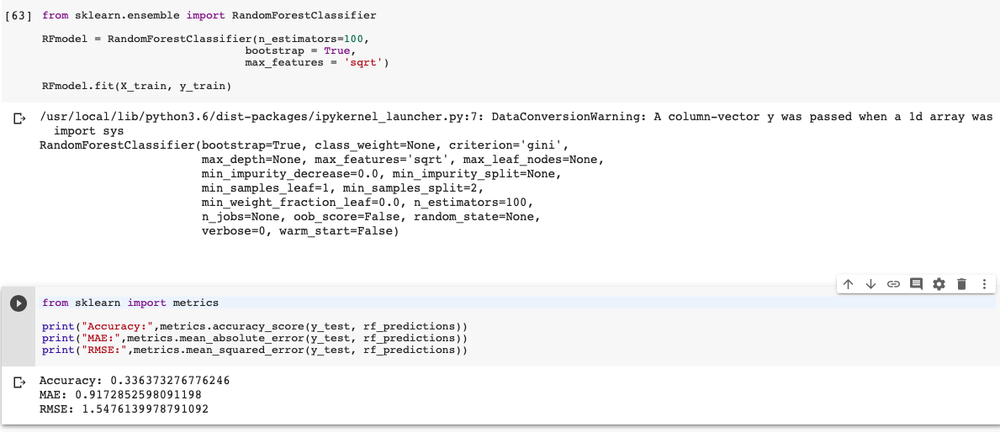 [63] from sklearn.ensemble import RandomForestClassifier
RFmodel = RandomForestClassifier(n_estimators=100,
bootstrap = True,
max_features = 'sqrt')
RFmodel.fit(X_train, y_train)
/usr/local/lib/python3.6/dist-packages/ipykernel_launcher.py:7: DataConversionWarning: A column-vector y was passed when a 1d array was
import sys
RandomForestClassifier(bootstrap=True, class_weight=None, criterion='gini',
max_depth=None, max_features='sqrt', max_leaf_nodes=None,
min_impurity_decrease=0.0, min_impurity_split=None,
min_samples_leaf=1, min_samples_split=2,
min_weight_fraction_leaf=0.0, n_estimators=100,
n_jobs=None, oob_score=False, random_state=None,
verbose=0, warm_start=False)
from sklearn import metrics
print("Accuracy:",metrics.accuracy_score(y_test, rf_predictions))
print("MAE:",metrics.mean_absolute_error(y_test, rf_predictions))
print("RMSE:",metrics.mean_squared_error(y_test, rf_predictions))
Accuracy: 0.336373276776246
MAE: 0.9172852598091198
RMSE: 1.5476139978791092